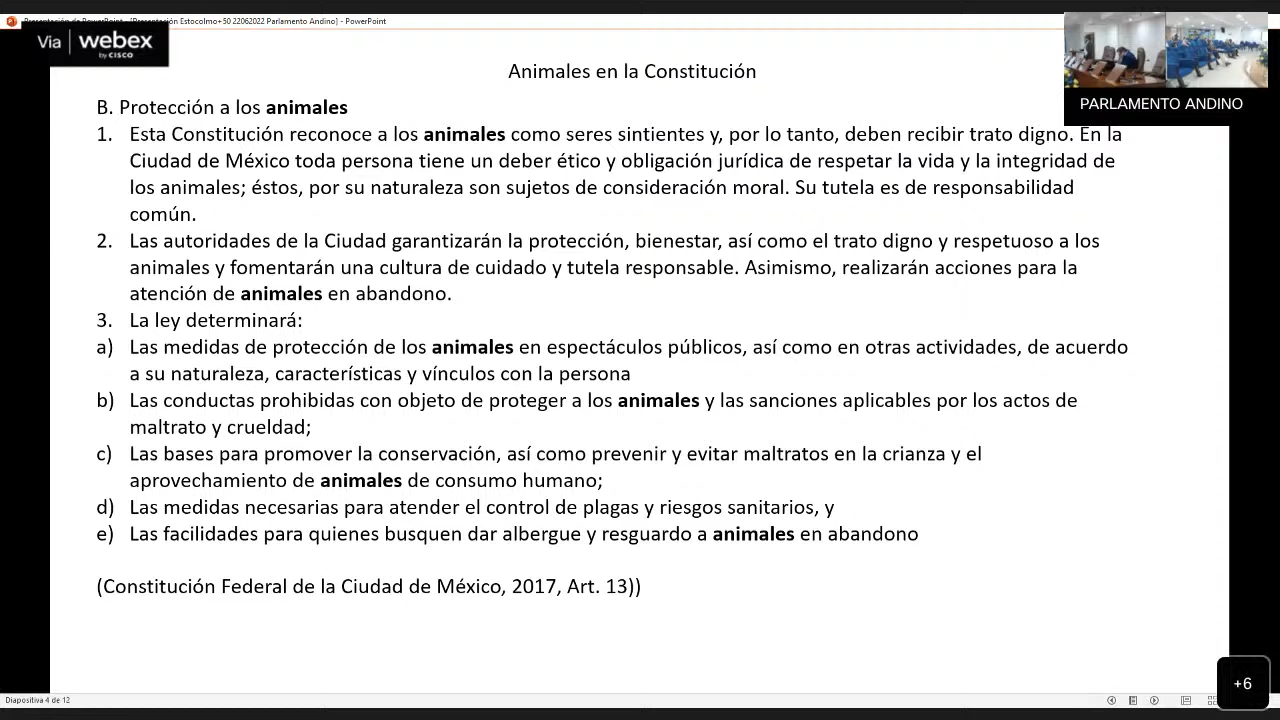 Presentación de PowerPoint - [Presentación Estocolmo+50 22062022 Parlamento Andino] - PowerPoint
Via | webex
by CISCO
PARLAMENTO ANDINO
Animales en la Constitución
B. Protección a los animales
1. Esta Constitución reconoce a los animales como seres sintientes y, por lo tanto, deben recibir trato digno. En la
Ciudad de México toda persona tiene un deber ético y obligación jurídica de respetar la vida y la integridad de
los animales; éstos, por su naturaleza son sujetos de consideración moral. Su tutela es de responsabilidad
común.
2. Las autoridades de la Ciudad garantizarán la protección, bienestar, así como el trato digno y respetuoso a los
animales y fomentarán una cultura de cuidado y tutela responsable. Asimismo, realizarán acciones para la
atención de animales en abandono.
3. La ley determinará:
a) Las medidas de protección de los animales en espectáculos públicos, así como en otras actividades, de acuerdo
a su naturaleza, características y vínculos con la persona
b) Las conductas prohibidas con objeto de proteger a los animales y las sanciones aplicables por los actos de
maltrato y crueldad;
c) Las bases para promover la conservación, así como prevenir y evitar maltratos en la crianza y el
aprovechamiento de animales de consumo humano;
d) Las medidas necesarias para atender el control de plagas y riesgos sanitarios, y
e) Las facilidades para quienes busquen dar albergue y resguardo a animales en abandono
(Constitución Federal de la Ciudad de México, 2017, Art. 13))
+6
Diapositiva 4 de 12